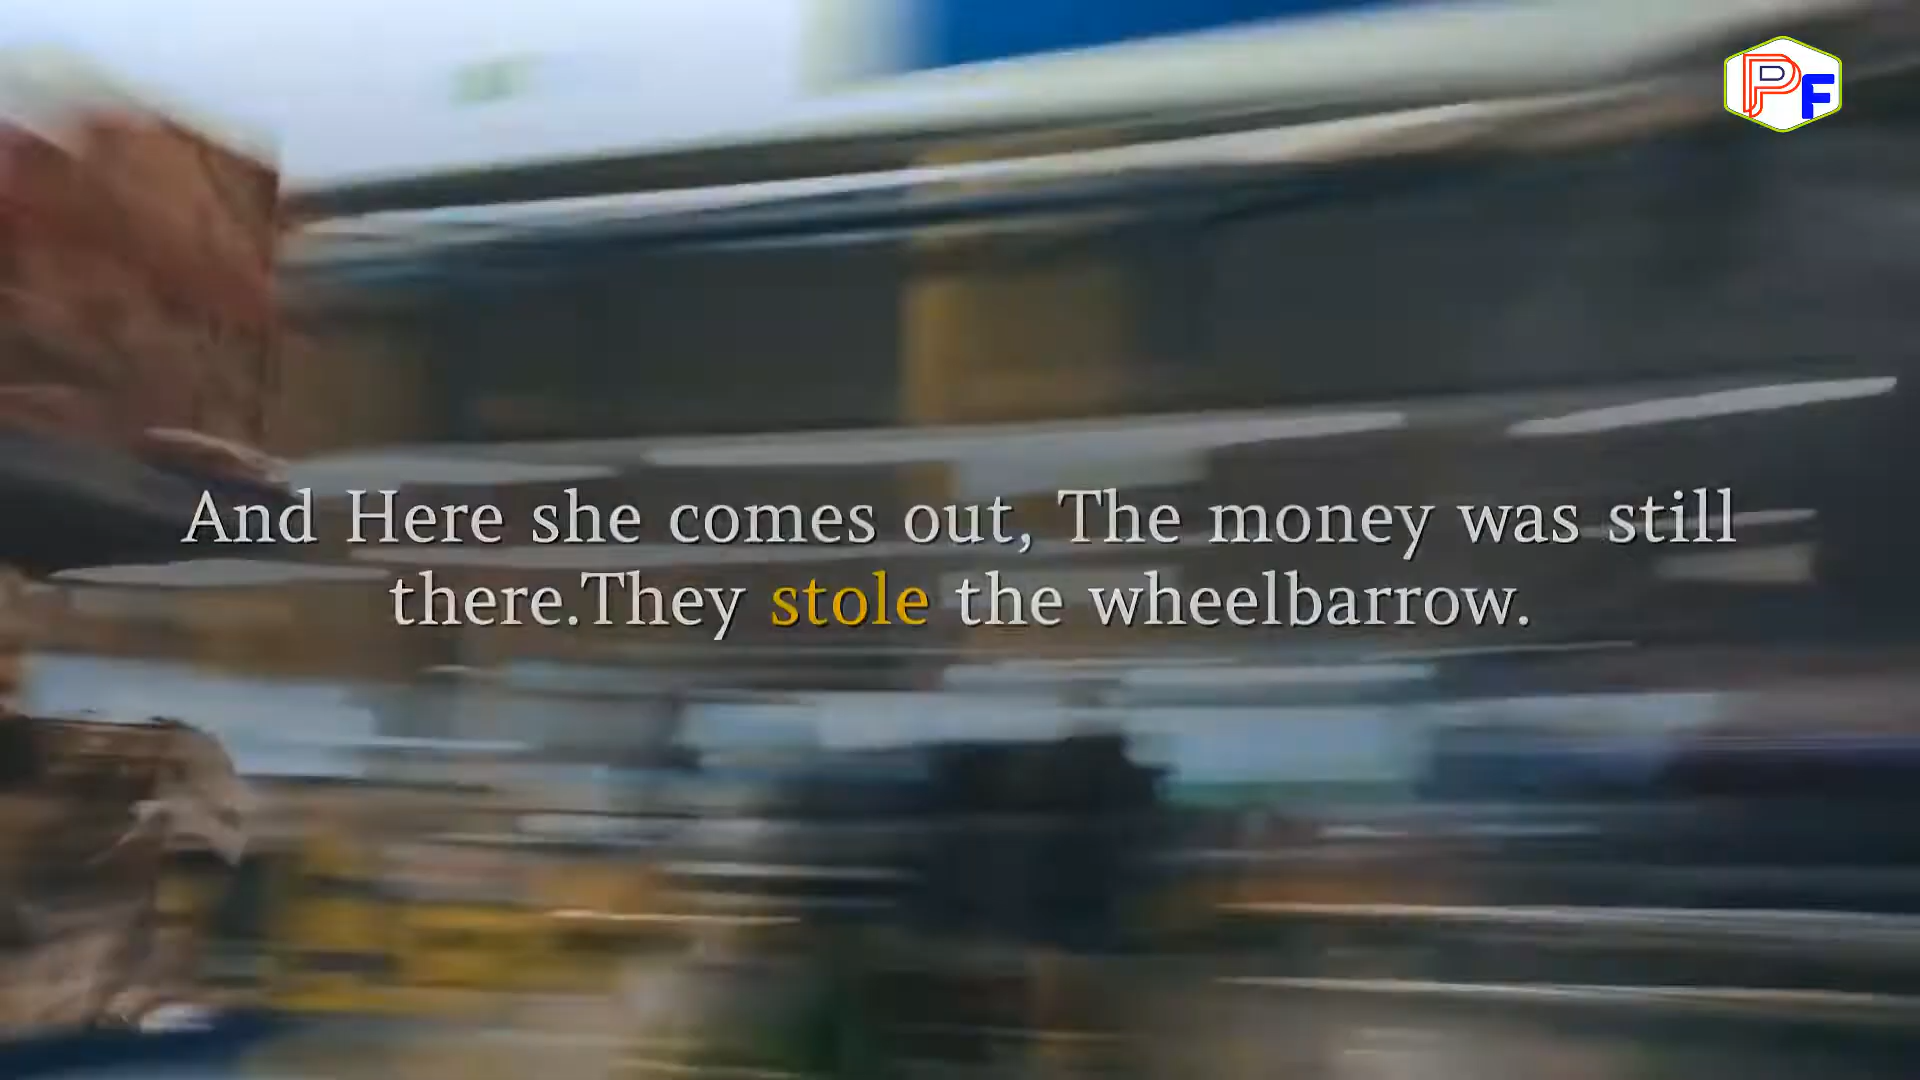 PF
And Here she comes out, The money was still
there.They stole the wheelbarrow.